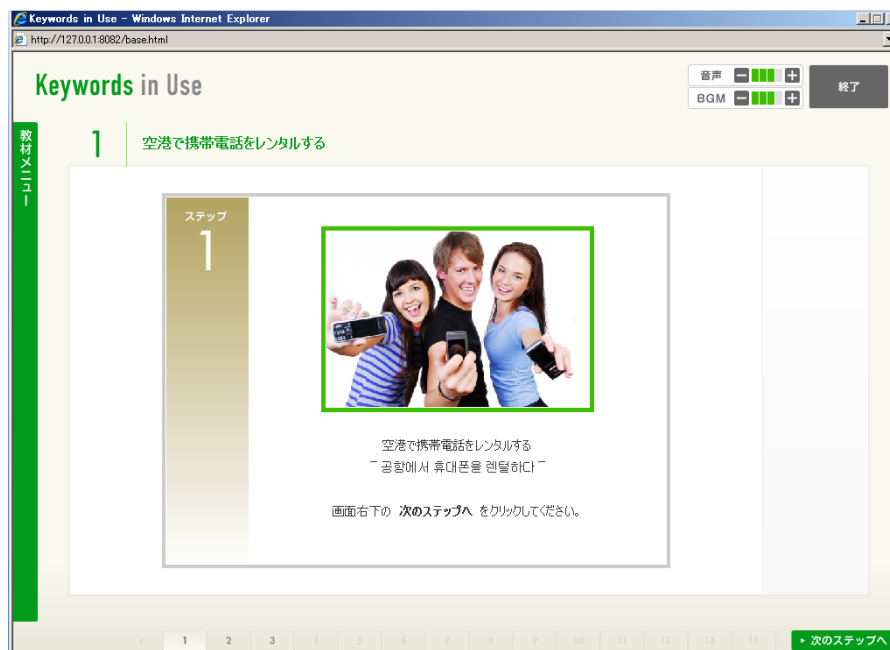 Keywords in Use - Windows Internet Explorer
http://127.0.0.1:8082/base.html
Keywords in Use
音声
BGM
終了
教材メニュー
1 空港で携帯電話をレンタルする
ステップ
1
空港で携帯電話をレンタルする
￣공항에서 휴대폰을 렌털하다￣
画面右下の 次のステップへ をクリックしてください。
1 2 3 4 5 6 7 8 9 10 11 12 13 14
次のステップへ